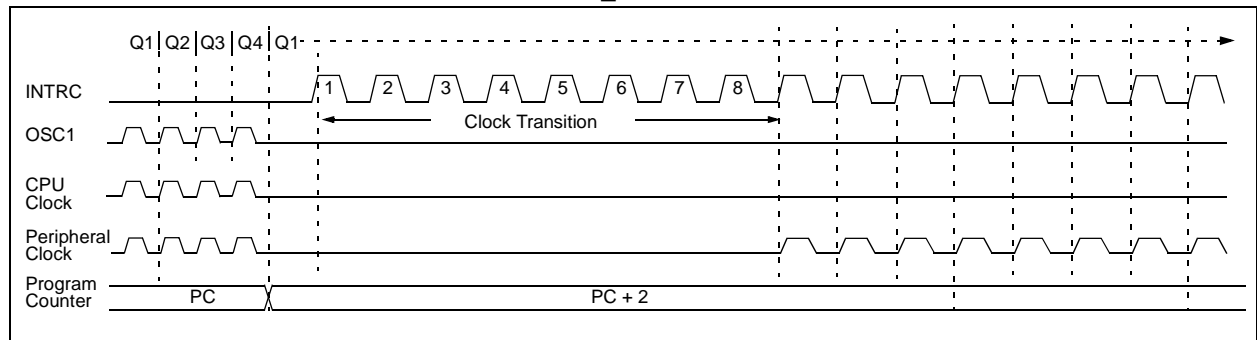 Q1 Q2 Q3 Q4 Q1
INTRC
1 2 3 4 5 6 7 8
Clock Transition
OSC1
CPU
Clock
Peripheral
Clock
Program
Counter
PC
PC + 2